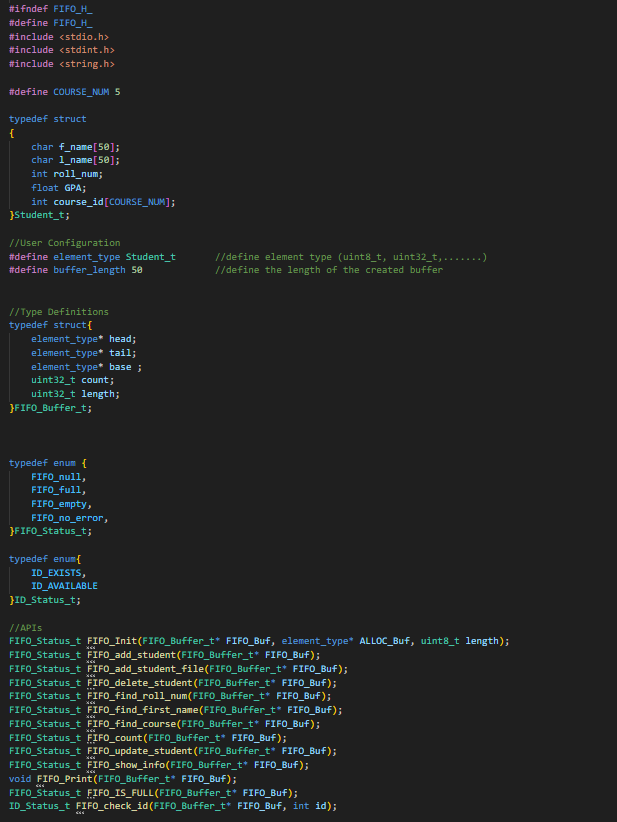 #ifndef FIFO_H_
#define FIFO_H_
#include <stdio.h>
#include <stdint.h>
#include <string.h>
#define COURSE_NUM 5
typedef struct
{
char f_name[50];
char l_name[50];
int roll_num;
float GPA;
int course_id[COURSE_NUM];
}Student_t;
//User Configuration
#define element_type Student_t //define element type (uint8_t, uint32_t,.......)
#define buffer_length 50 //define the length of the created buffer
//Type Definitions
typedef struct{
element_type* head;
element_type* tail;
element_type* base ;
uint32_t count;
uint32_t length;
}FIFO_Buffer_t;
typedef enum {
FIFO_null,
FIFO_full,
FIFO_empty,
FIFO_no_error,
}FIFO_Status_t;
typedef enum{
ID_EXISTS,
ID_AVAILABLE
}ID_Status_t;
//APIs
FIFO_Status_t FIFO_Init(FIFO_Buffer_t* FIFO_Buf, element_type* ALLOC_Buf, uint8_t length);
FIFO_Status_t FIFO_add_student(FIFO_Buffer_t* FIFO_Buf);
FIFO_Status_t FIFO_add_student_file(FIFO_Buffer_t* FIFO_Buf);
FIFO_Status_t FIFO_delete_student(FIFO_Buffer_t* FIFO_Buf);
FIFO_Status_t FIFO_find_roll_num(FIFO_Buffer_t* FIFO_Buf);
FIFO_Status_t FIFO_find_first_name(FIFO_Buffer_t* FIFO_Buf);
FIFO_Status_t FIFO_find_course(FIFO_Buffer_t* FIFO_Buf);
FIFO_Status_t FIFO_count(FIFO_Buffer_t* FIFO_Buf);
FIFO_Status_t FIFO_update_student(FIFO_Buffer_t* FIFO_Buf);
FIFO_Status_t FIFO_show_info(FIFO_Buffer_t* FIFO_Buf);
void FIFO_Print(FIFO_Buffer_t* FIFO_Buf);
FIFO_Status_t FIFO_IS_FULL(FIFO_Buffer_t* FIFO_Buf);
ID_Status_t FIFO_check_id(FIFO_Buffer_t* FIFO_Buf, int id);